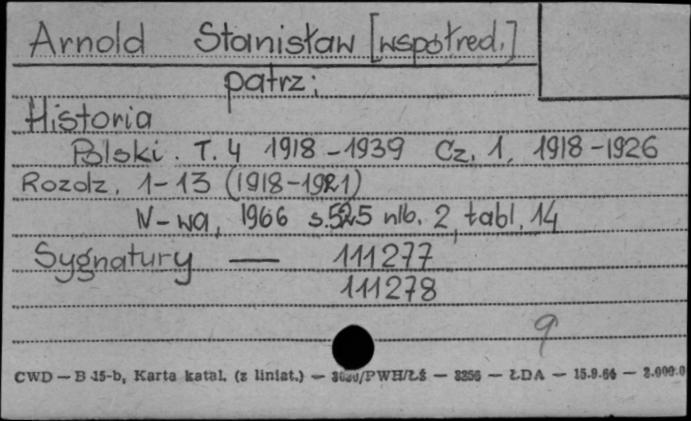 Arnold Stanisław [współred.]
patrz:
Historia
Polski. T. 4 1918-1939 Cz. 1, 1918-1926
Rozdz. 1-13 (1918-1921)
W-wa, 1966 s.525 nlb. 2, tabl. 14
Sygnatury — 111277
111278
9
CWD — B 15-b, Karta katal. (z liniat.) — /PWH/ŁŚ — 3256 — ŁDA — 15.9.66 — 2.000.0